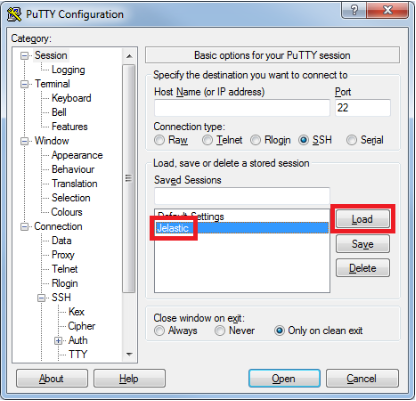 PuTTY Configuration
Category:
Session
Logging
Terminal
Keyboard
Bell
Features
Window
Appearance
Behaviour
Translation
Selection
Colours
Connection
Data
Proxy
Telnet
Rlogin
SSH
Kex
Cipher
Auth
TTY
Basic options for your PuTTY session
Specify the destination you want to connect to
Host Name (or IP address) Port
22
Connection type:
Raw Telnet Rlogin SSH Serial
Load, save or delete a stored session
Saved Sessions
Default Settings
Jelastic
Load
Save
Delete
Close window on exit:
Always Never Only on clean exit
About Help Open Cancel